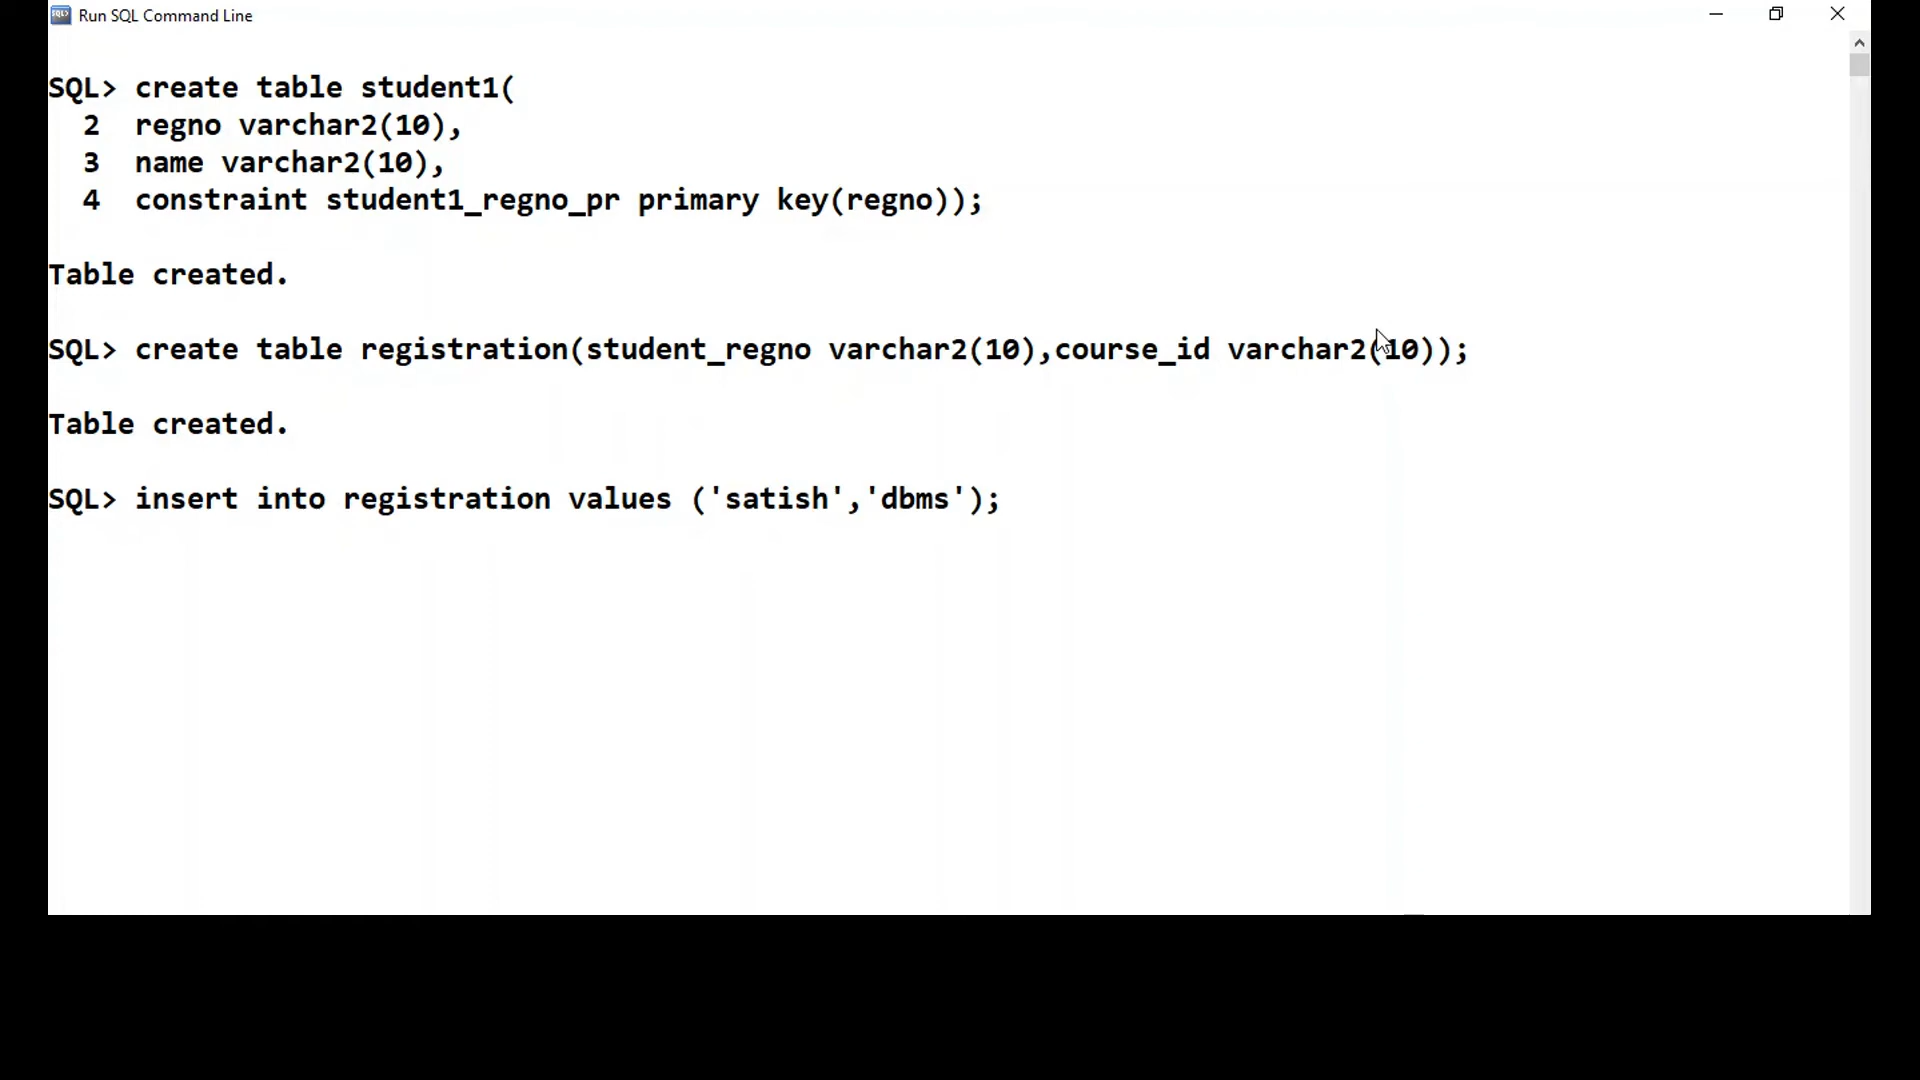 Run SQL Command Line
SQL> create table student1(
2 regno varchar2(10),
3 name varchar2(10),
4 constraint student1_regno_pr primary key(regno));
Table created.
SQL> create table registration(student_regno varchar2(10),course_id varchar2(10));
Table created.
SQL> insert into registration values ('satish','dbms');